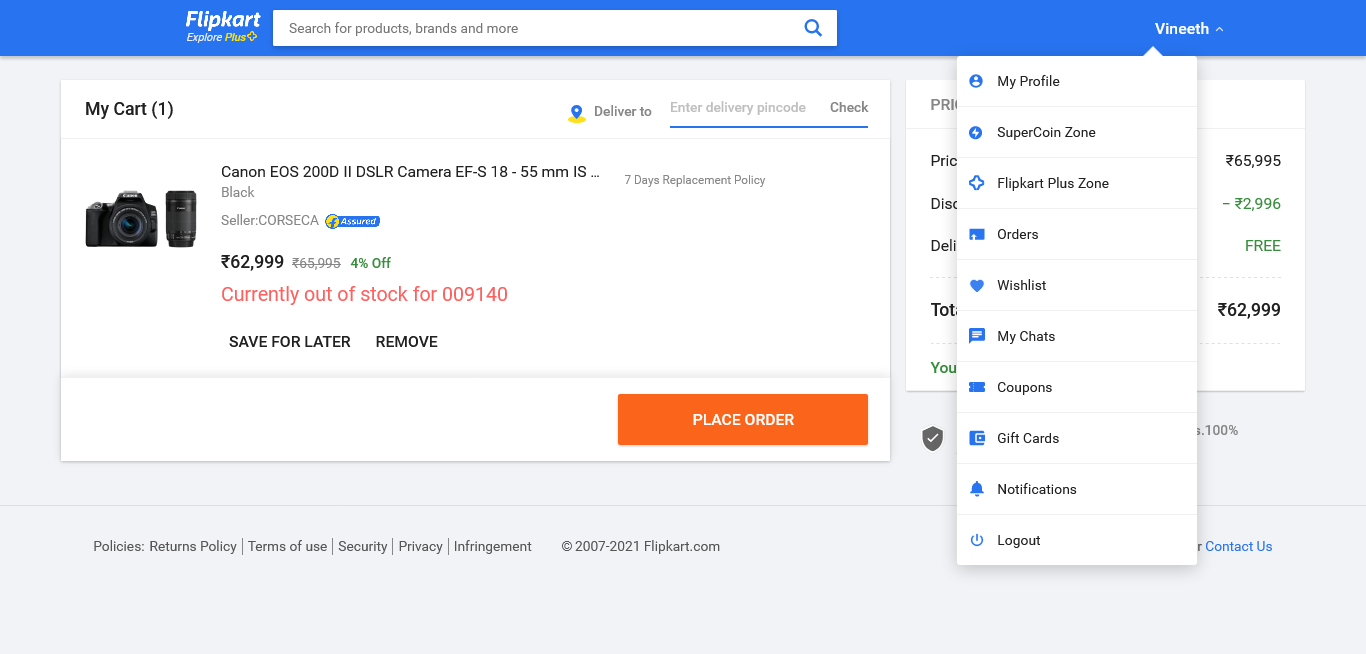 Flipkart
Explore Plus
Search for products, brands and more
Vineeth
My Cart (1)
Deliver to
Enter delivery pincode
Check
Canon EOS 200D II DSLR Camera EF-S 18 - 55 mm IS ...
Black
Seller:CORSECA
Assured
₹62,999 ₹65,995 4% Off
Currently out of stock for 009140
7 Days Replacement Policy
SAVE FOR LATER REMOVE
PLACE ORDER
₹65,995
− ₹2,996
FREE
₹62,999
You
.100%
My Profile
SuperCoin Zone
Flipkart Plus Zone
Orders
Wishlist
My Chats
Coupons
Gift Cards
Notifications
Logout
Policies: Returns Policy Terms of use Security Privacy Infringement
© 2007-2021 Flipkart.com
Contact Us